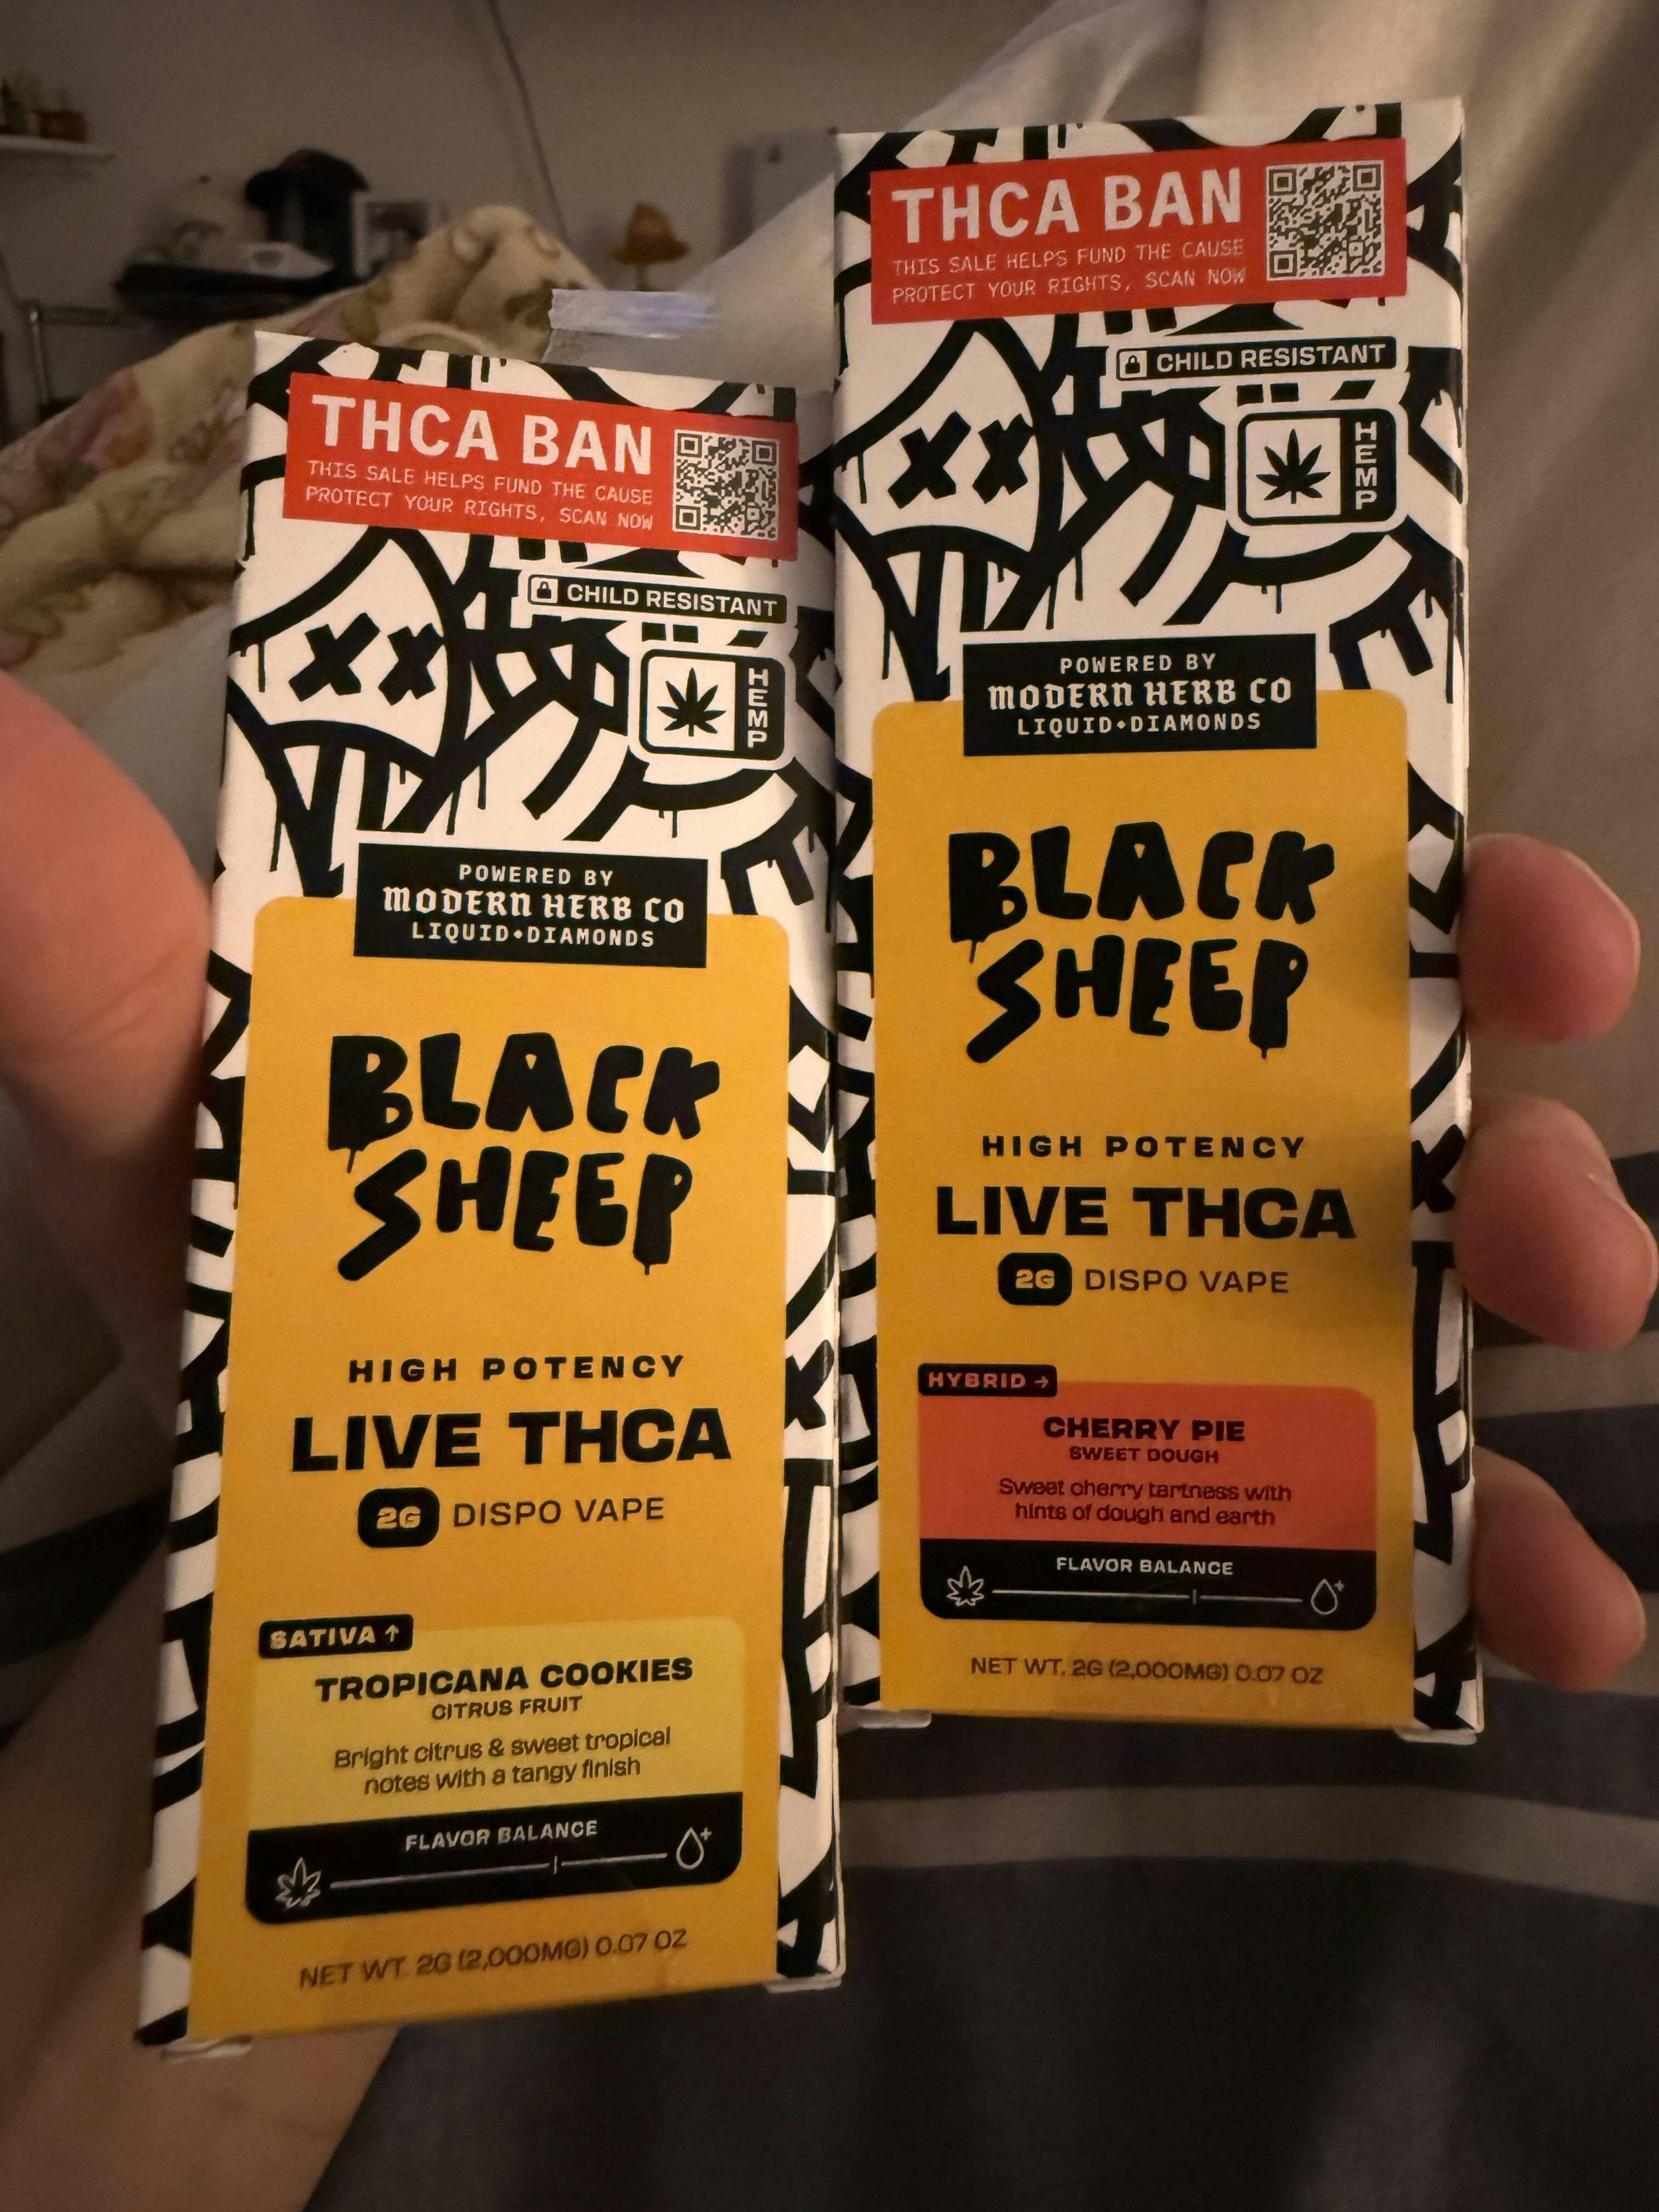 THCA BAN
THIS SALE HELPS FUND THE CAUSE
PROTECT YOUR RIGHTS, SCAN NOW
CHILD RESISTANT
HEMP
POWERED BY
MODERN HERB CO
LIQUID◆DIAMONDS
BLACK
SHEEP
HIGH POTENCY
LIVE THCA
2G DISPO VAPE
SATIVA ↑
TROPICANA COOKIES
CITRUS FRUIT
Bright citrus & sweet tropical
notes with a tangy finish
FLAVOR BALANCE
NET WT. 2G (2,000MG) 0.07 OZ
THCA BAN
THIS SALE HELPS FUND THE CAUSE
PROTECT YOUR RIGHTS, SCAN NOW
CHILD RESISTANT
HEMP
POWERED BY
MODERN HERB CO
LIQUID◆DIAMONDS
BLACK
SHEEP
HIGH POTENCY
LIVE THCA
2G DISPO VAPE
HYBRID →
CHERRY PIE
SWEET DOUGH
Sweet cherry tartness with
hints of dough and earth
FLAVOR BALANCE
NET WT. 2G (2,000MG) 0.07 OZ